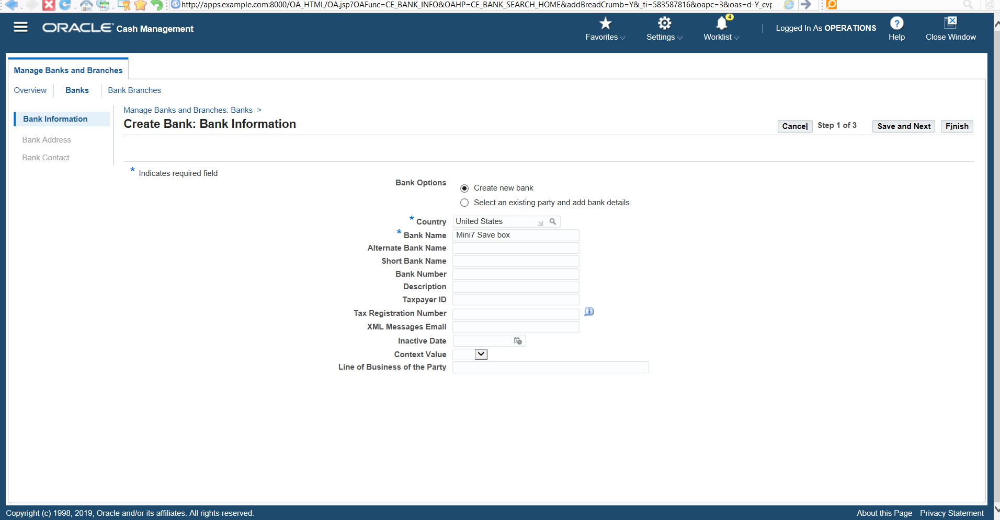 http://apps.example.com:8000/OA_HTML/OA.jsp?OAFunc=CE_BANK_INFO&OAHP=CE_BANK_SEARCH_HOME&addBreadCrumb=Y&_ti=583587816&oapc=3&oas=d-Y_cvp
ORACLE Cash Management
Favorites
Settings
4
Worklist
Logged In As OPERATIONS
Help
Close Window
Manage Banks and Branches
Overview
Banks
Bank Branches
Bank Information
Bank Address
Bank Contact
Manage Banks and Branches: Banks >
Create Bank: Bank Information
Cancel Step 1 of 3 Save and Next Finish
* Indicates required field
Bank Options
Create new bank
Select an existing party and add bank details
* Country United States
* Bank Name Mini7 Save box
Alternate Bank Name
Short Bank Name
Bank Number
Description
Taxpayer ID
Tax Registration Number
XML Messages Email
Inactive Date
Context Value
Line of Business of the Party
Copyright (c) 1998, 2019, Oracle and/or its affiliates. All rights reserved.
About this Page Privacy Statement